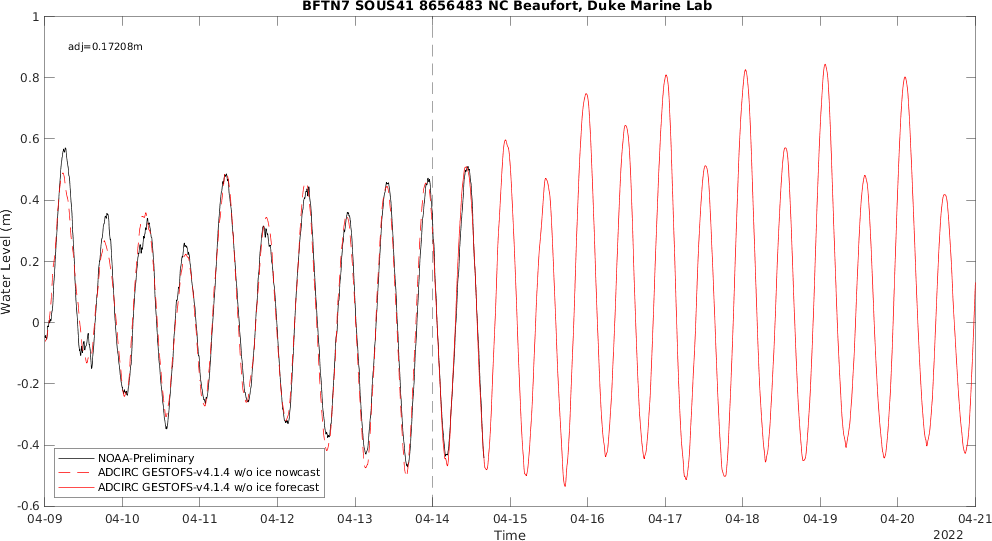 BFTN7 SOUS41 8656483 NC Beaufort, Duke Marine Lab
adj=0.17208m
Water Level (m)
1
0.8
0.6
0.4
0.2
0
-0.2
-0.4
-0.6
NOAA-Preliminary
ADCIRC GESTOFS-v4.1.4 w/o ice nowcast
ADCIRC GESTOFS-v4.1.4 w/o ice forecast
04-09 04-10 04-11 04-12 04-13 04-14 04-15 04-16 04-17 04-18 04-19 04-20 04-21
Time
2022